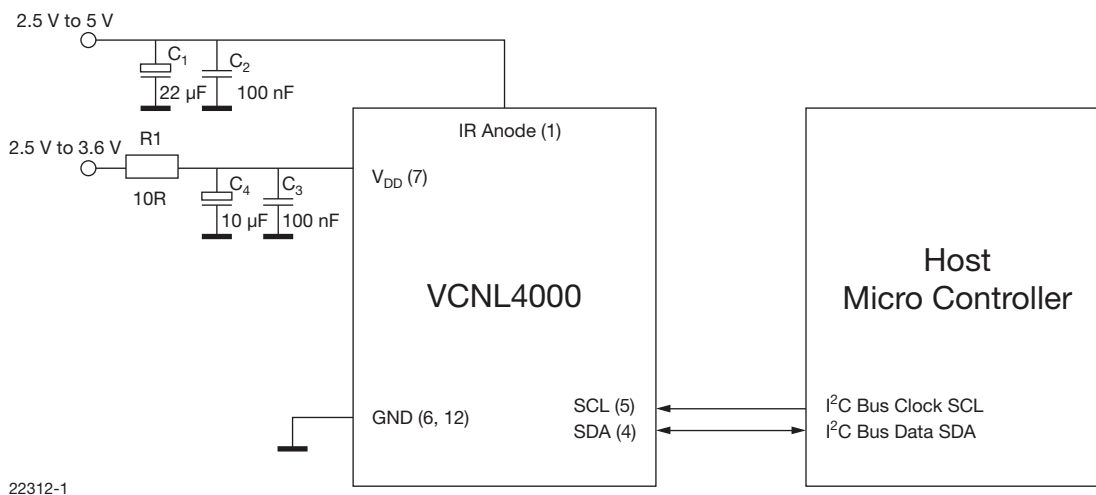 2.5 V to 5 V
C1
C2
22 µF
100 nF
IR Anode (1)
R1
2.5 V to 3.6 V
VDD (7)
10R
C4
C3
10 µF
100 nF
VCNL4000
Host
Micro Controller
GND (6, 12)
SCL (5)
SDA (4)
I²C Bus Clock SCL
I²C Bus Data SDA
22312-1